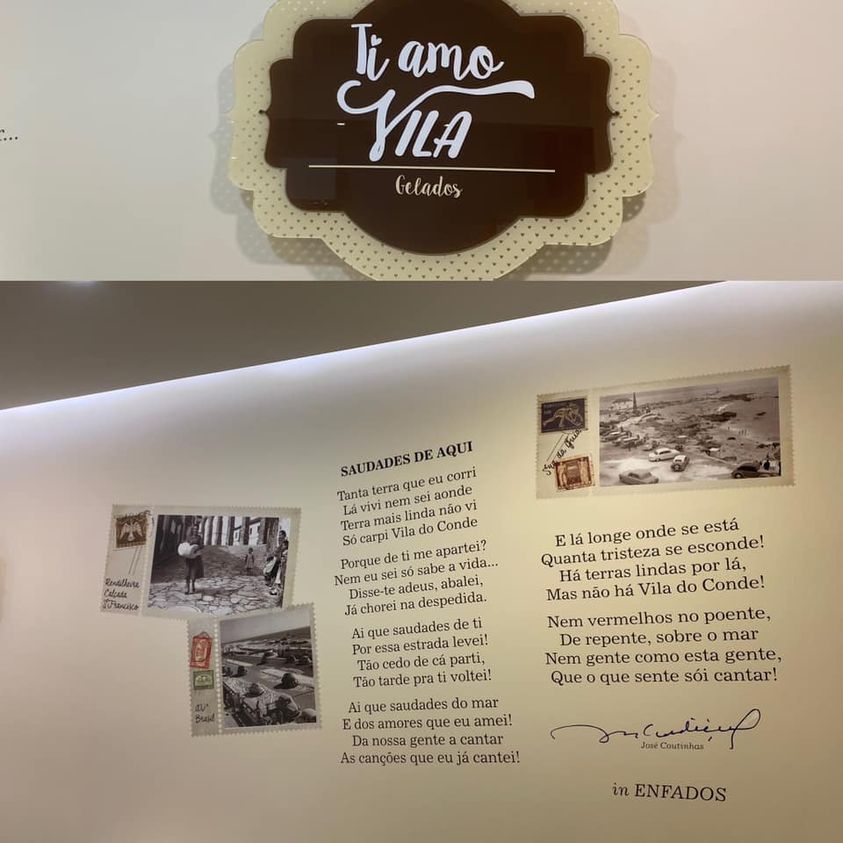 Ti amo
VILA
Gelados
SAUDADES DE AQUI
Tanta terra que eu corri
Lá vivi nem sei aonde
Terra mais linda não vi
Só carpi Vila do Conde
Porque de ti me apartei?
Nem eu sei só sabe a vida...
Disse-te adeus, abalei,
Já chorei na despedida.
Ai que saudades de ti
Por essa estrada levei!
Tão cedo de cá parti,
Tão tarde pra ti voltei!
Ai que saudades do mar
E dos amores que eu amei!
Da nossa gente a cantar
As canções que eu já cantei!
E lá longe onde se está
Quanta tristeza se esconde!
Há terras lindas por lá,
Mas não há Vila do Conde!
Nem vermelhos no poente,
De repente, sobre o mar
Nem gente como esta gente,
Que o que sente sói cantar!
José Coutinhas
in ENFADOS
Rendilheira
Calçada
S. Francisco
AVª
Brasil